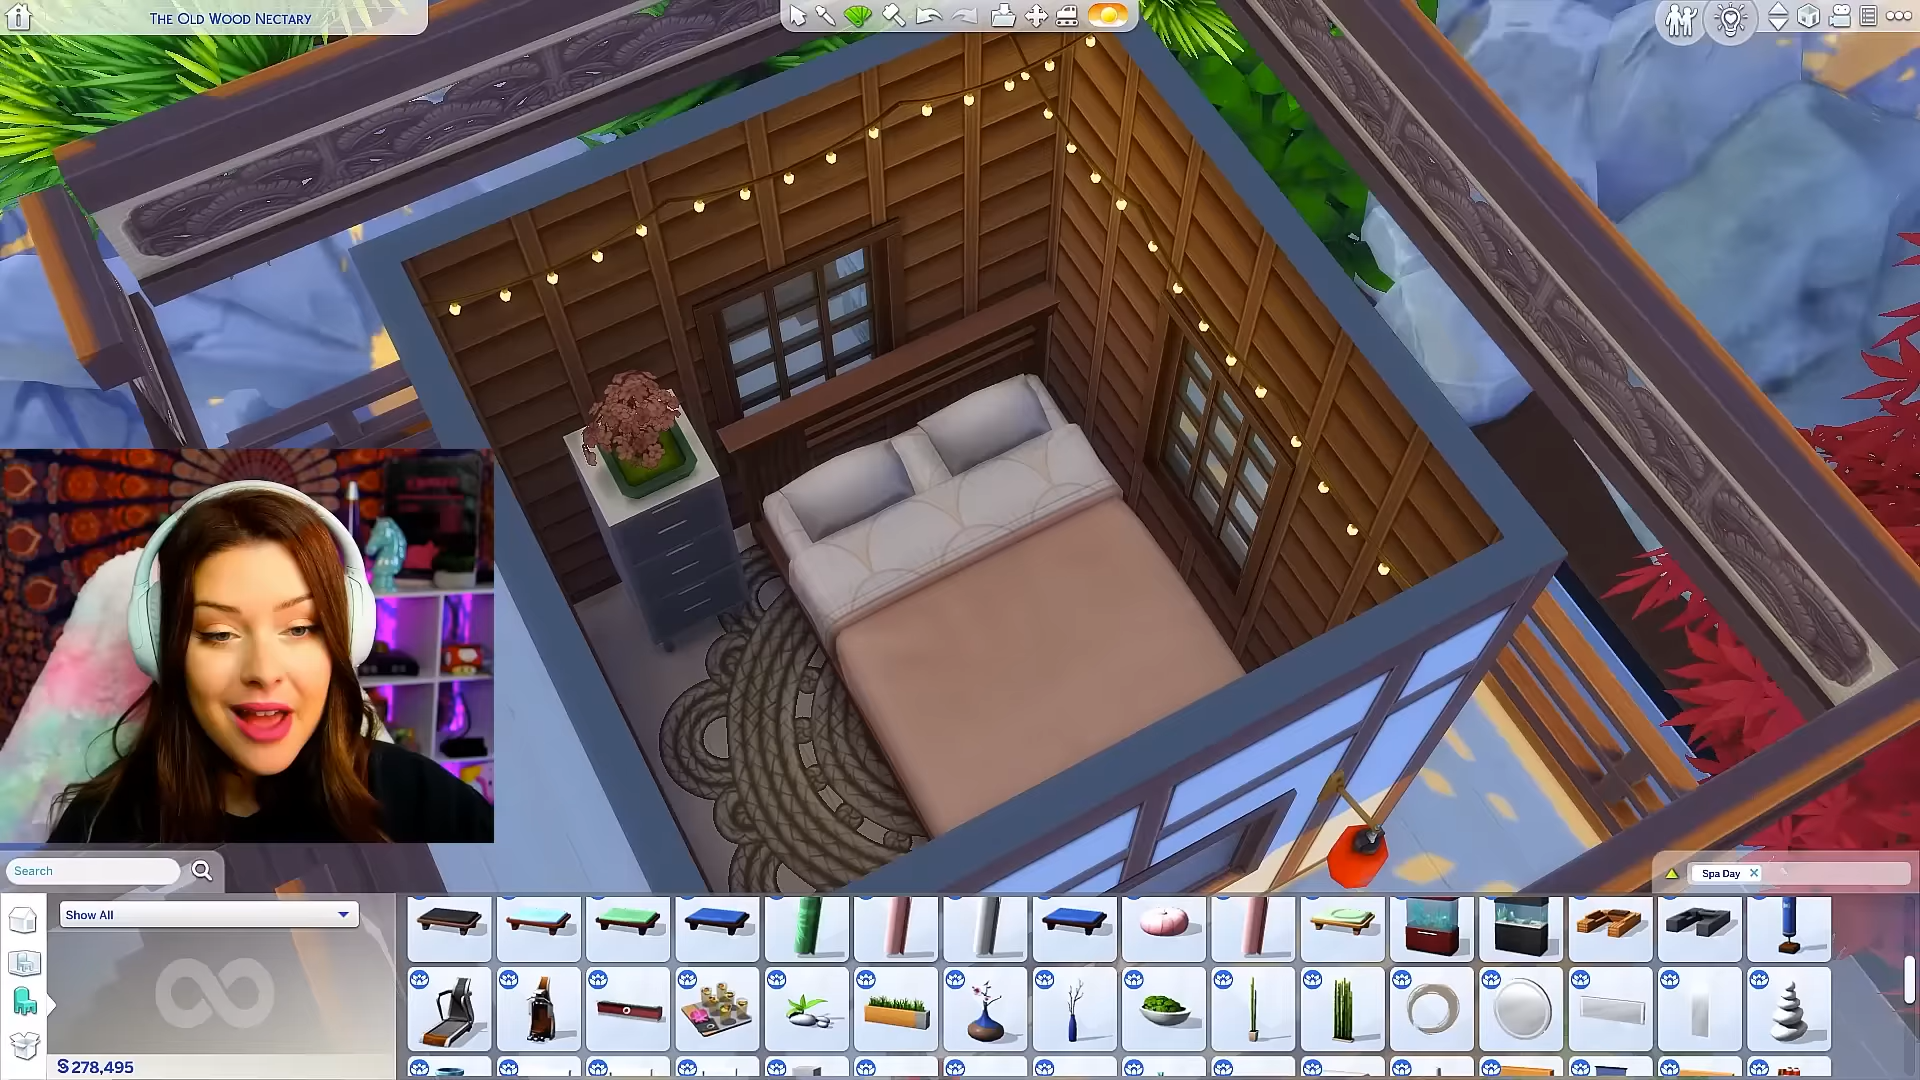 THE OLD WOOD NECTARY
Search
Spa Day
Show All
§278,495